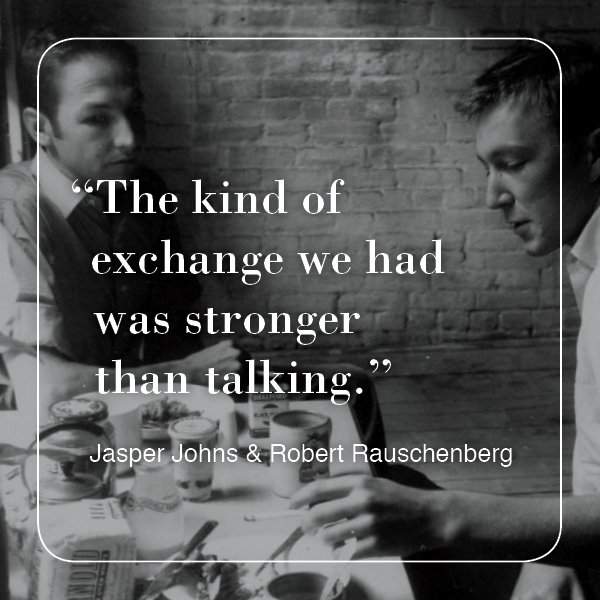 “The kind of
exchange we had
was stronger
than talking.”
Jasper Johns & Robert Rauschenberg